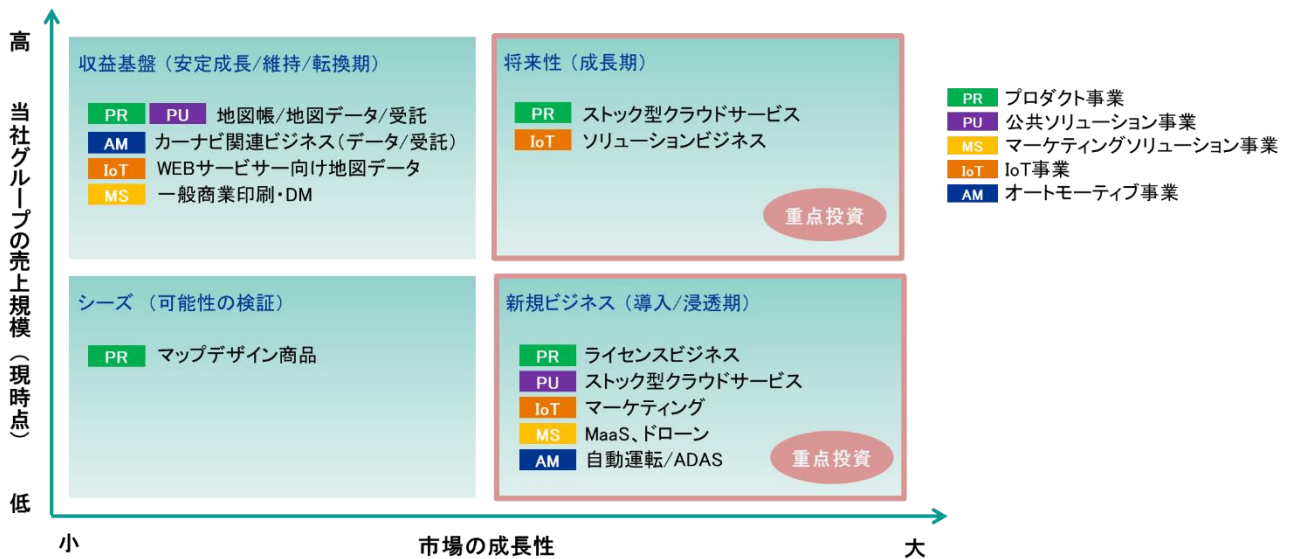 高
当社グループの売上規模（現時点）
低
収益基盤（安定成長/維持/転換期）
PR PU 地図帳/地図データ/受託
AM カーナビ関連ビジネス（データ/受託）
IoT WEBサービサー向け地図データ
MS 一般商業印刷・DM
将来性（成長期）
PR ストック型クラウドサービス
IoT ソリューションビジネス
重点投資
シーズ （可能性の検証）
PR マップデザイン商品
新規ビジネス（導入/浸透期）
PR ライセンスビジネス
PU ストック型クラウドサービス
IoT マーケティング
MS MaaS、ドローン
AM 自動運転/ADAS
重点投資
PR プロダクト事業
PU 公共ソリューション事業
MS マーケティングソリューション事業
IoT IoT事業
AM オートモーティブ事業
小
市場の成長性
大